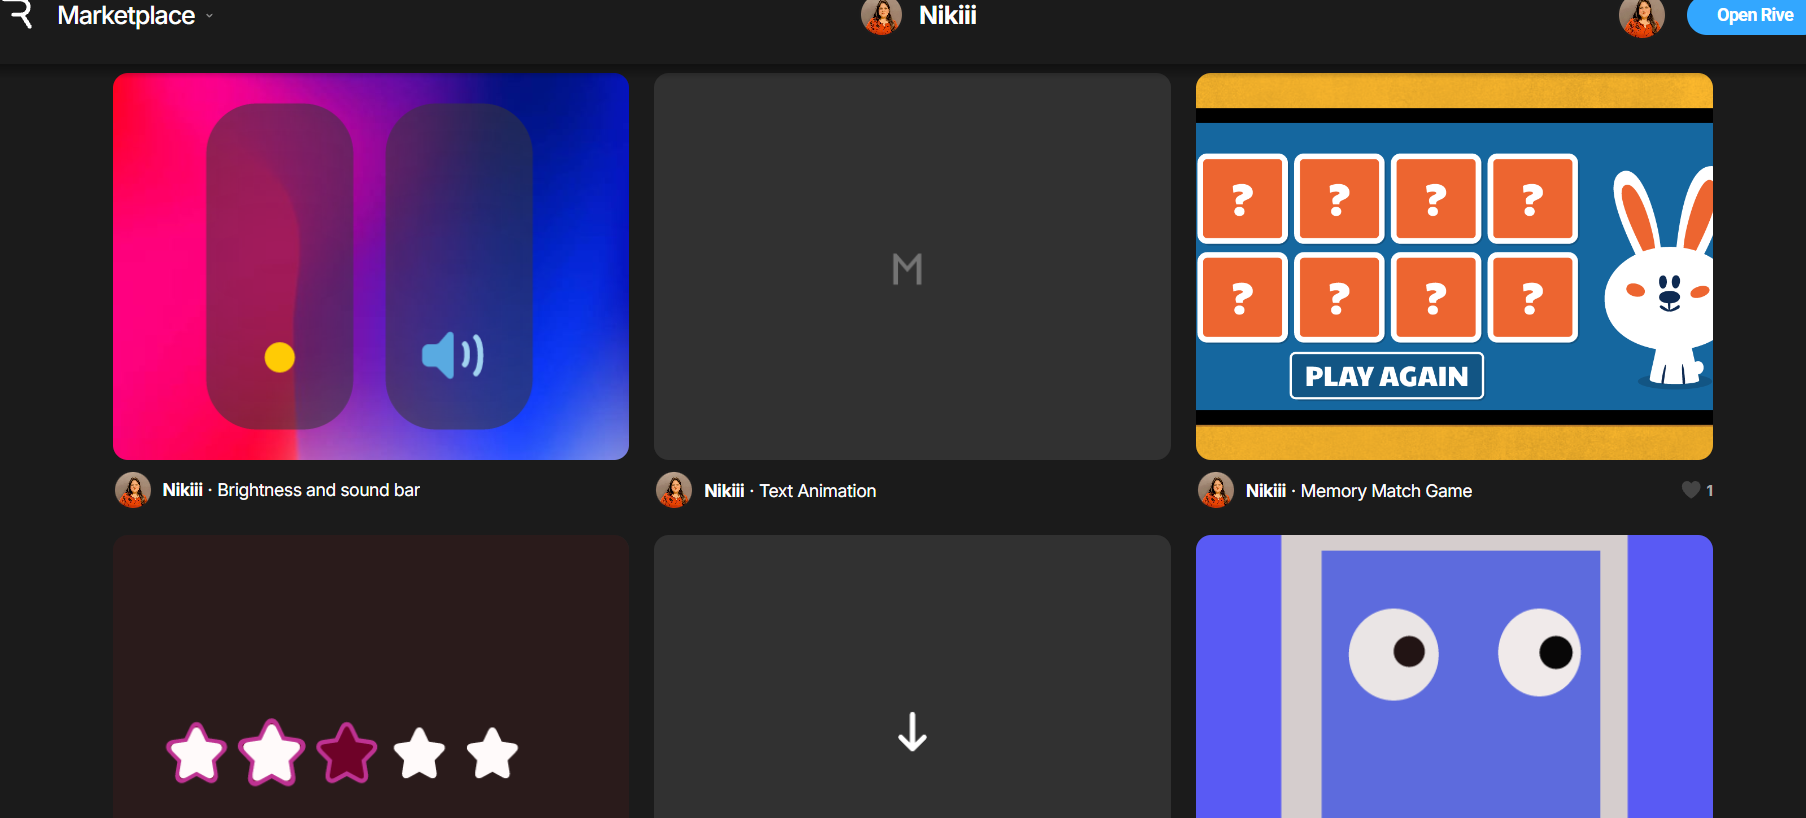 Marketplace
Nikiii
Open Rive
? ? ? ?
? ? ? ?
PLAY AGAIN
M
Nikiii · Brightness and sound bar
Nikiii · Text Animation
Nikiii · Memory Match Game
1